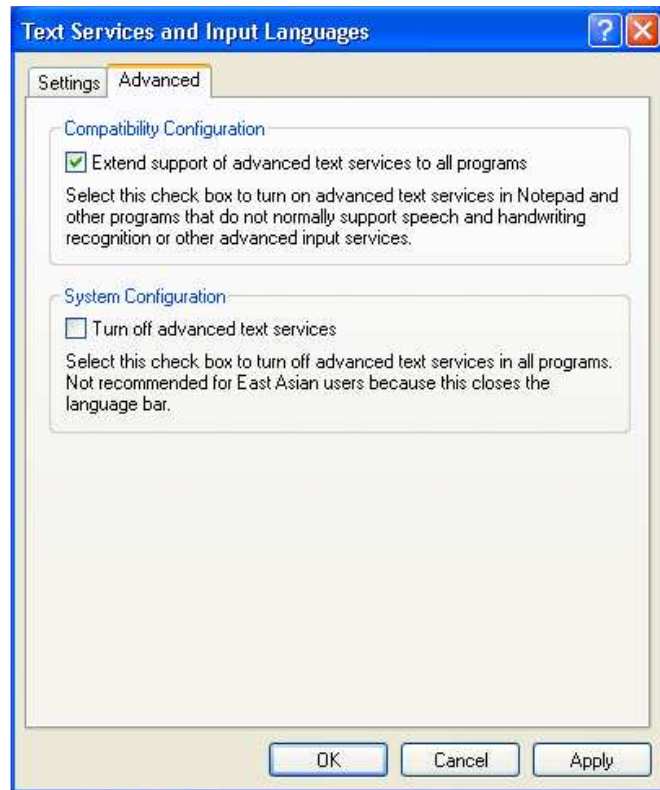 Text Services and Input Languages
Settings
Advanced
Compatibility Configuration
Extend support of advanced text services to all programs
Select this check box to turn on advanced text services in Notepad and
other programs that do not normally support speech and handwriting
recognition or other advanced input services.
System Configuration
Turn off advanced text services
Select this check box to turn off advanced text services in all programs.
Not recommended for East Asian users because this closes the
language bar.
OK
Cancel
Apply